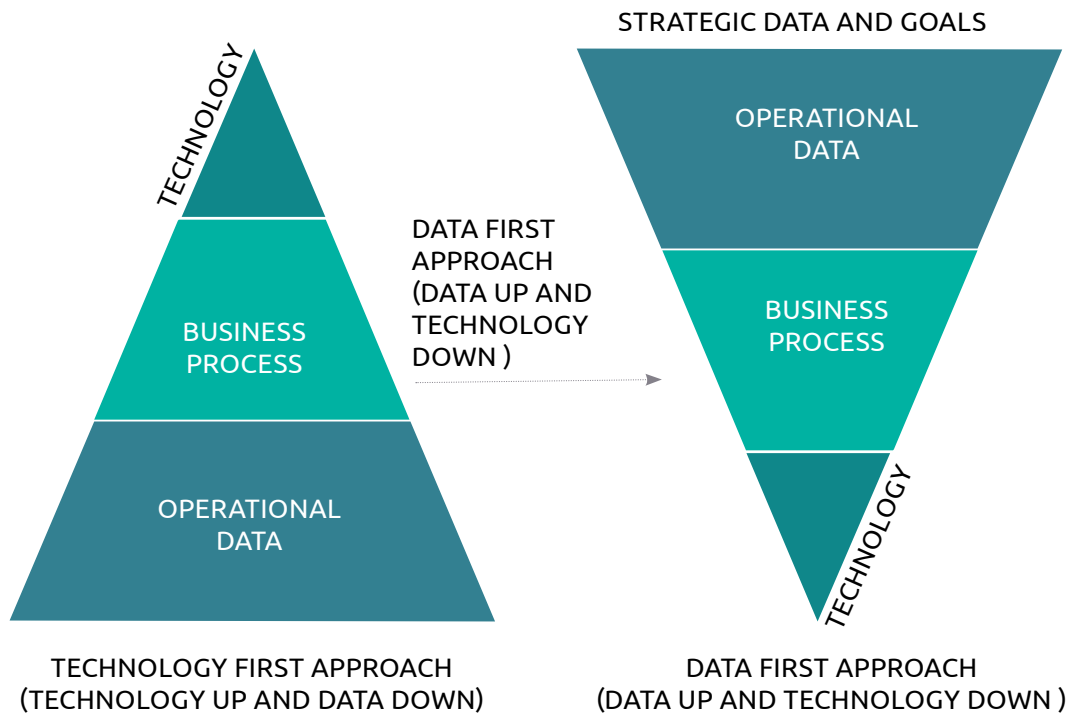 TECHNOLOGY
BUSINESS
PROCESS
OPERATIONAL
DATA
TECHNOLOGY FIRST APPROACH
(TECHNOLOGY UP AND DATA DOWN)
DATA FIRST
APPROACH
(DATA UP AND
TECHNOLOGY
DOWN )
STRATEGIC DATA AND GOALS
OPERATIONAL
DATA
BUSINESS
PROCESS
TECHNOLOGY
DATA FIRST APPROACH
(DATA UP AND TECHNOLOGY DOWN )